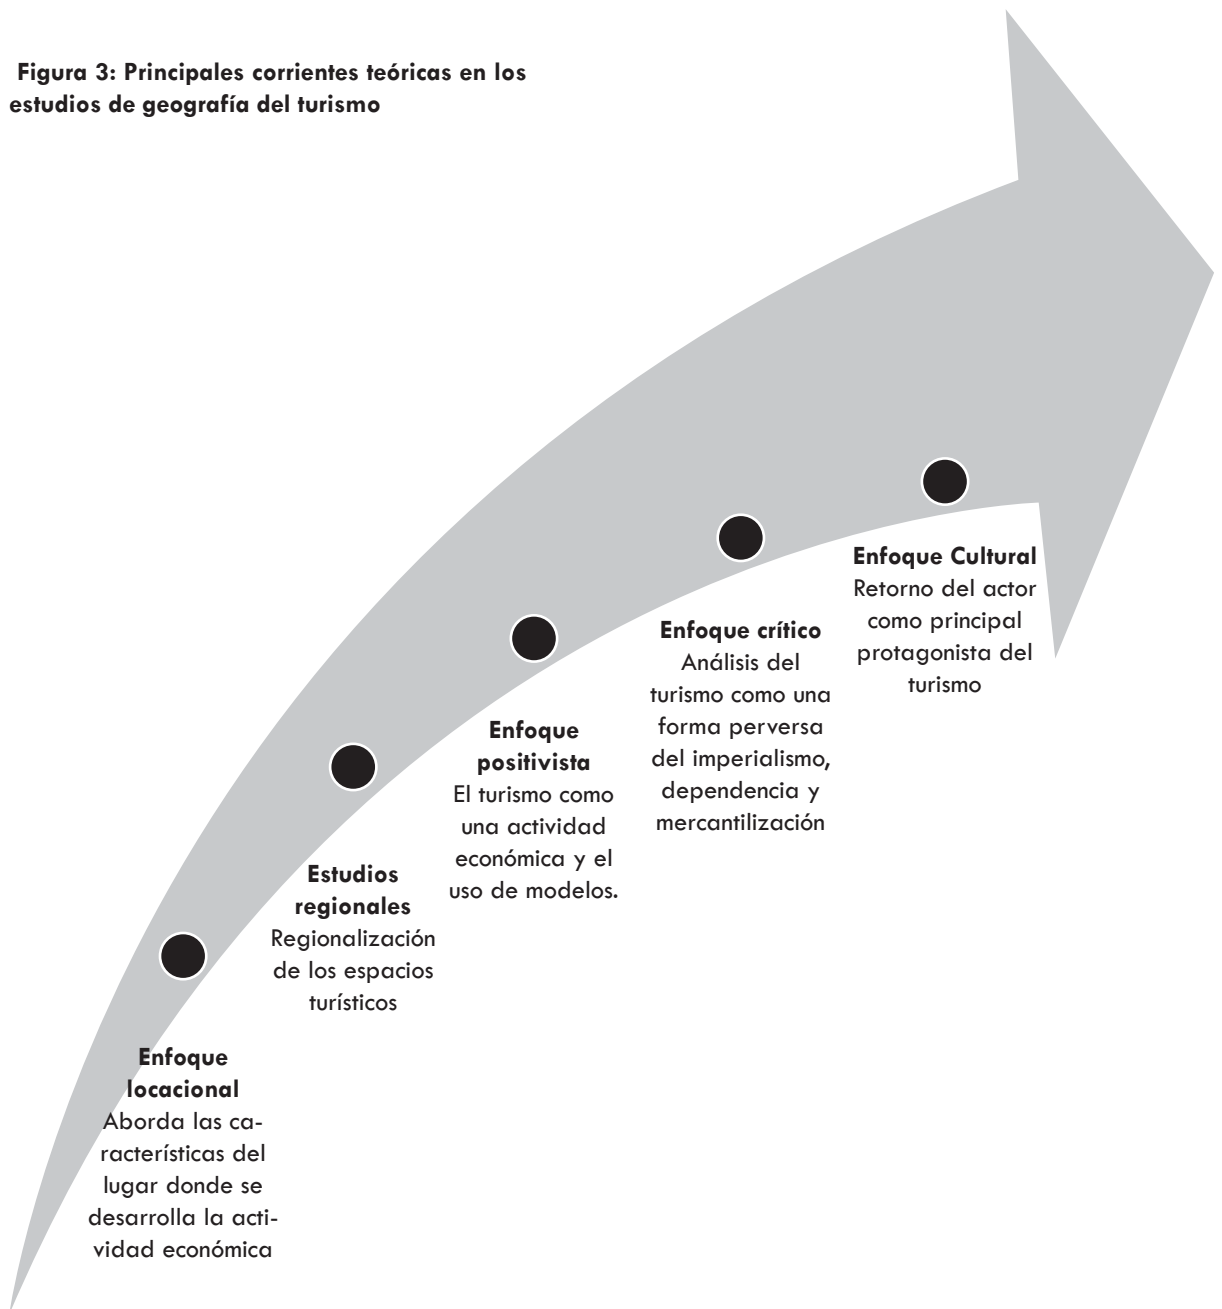 Figura 3: Principales corrientes teóricas en los
estudios de geografía del turismo
Enfoque
locacional
Aborda las ca-
racterísticas del
lugar donde se
desarrolla la acti-
vidad económica
Estudios
regionales
Regionalización
de los espacios
turísticos
Enfoque
positivista
El turismo como
una actividad
económica y el
uso de modelos.
Enfoque crítico
Análisis del
turismo como una
forma perversa
del imperialismo,
dependencia y
mercantilización
Enfoque Cultural
Retorno del actor
como principal
protagonista del
turismo